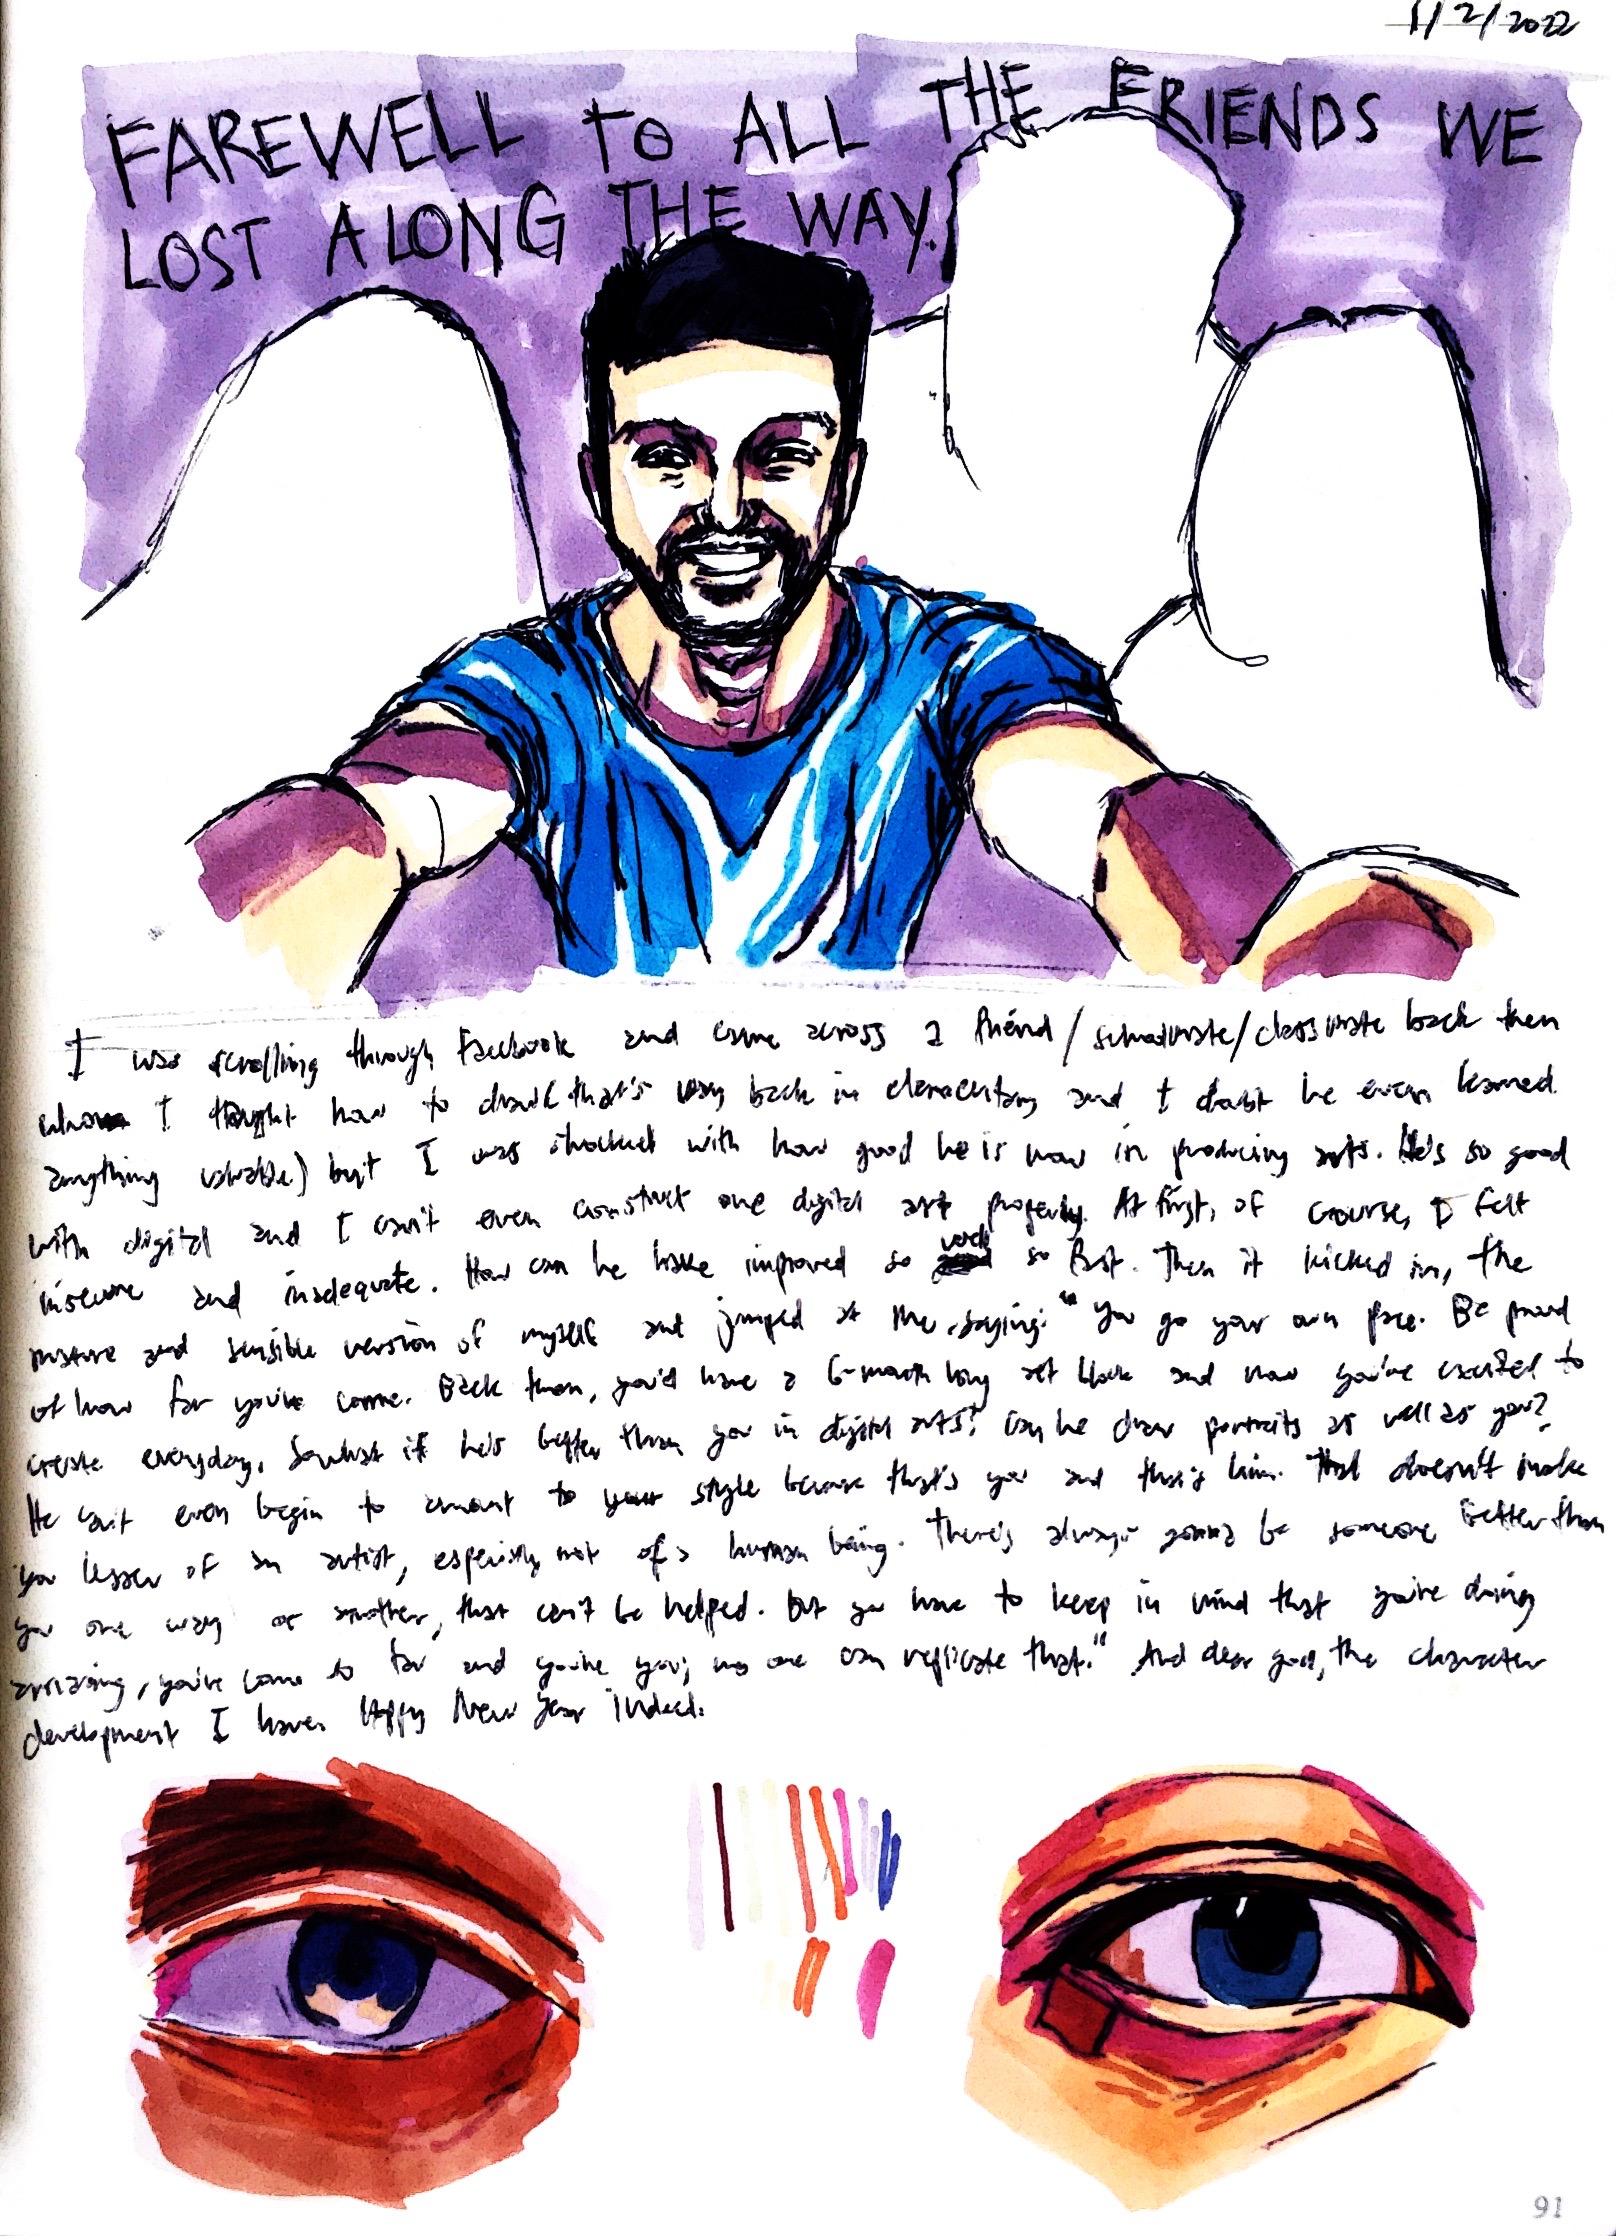 1/2/2022
FAREWELL TO ALL THE FRIENDS WE
LOST ALONG THE WAY.
I was scrolling through Facebook and came across a friend/schoolmate/classmate back then
whom I taught how to draw (that's way back in elementary and I doubt he even learned
anything valuable) but I was shocked with how good he is now in producing arts. He's so good
with digital and I can't even construct one digital art properly. At first, of course, I felt
insecure and inadequate. How can he have improved so so fast. Then it kicked in, the
mature and sensible version of myself and jumped at me, saying: "You go your own pace. Be proud
of how far you've come. Back then, you'd have a 6-month long art block and now you're excited to
create everyday. So what if he's better than you in digital arts? Can he draw portraits as well as you?
He can't even begin to amount to your style because that's you and that's him. That doesn't make
you lesser of an artist, especially not of a human being. There's always gonna be someone better than
you one way or another, that can't be helped. But you have to keep in mind that you're doing
amazing, you've come so far and you're you; no one can replicate that." And dear god, the character
development I have. Happy New Year indeed.
91